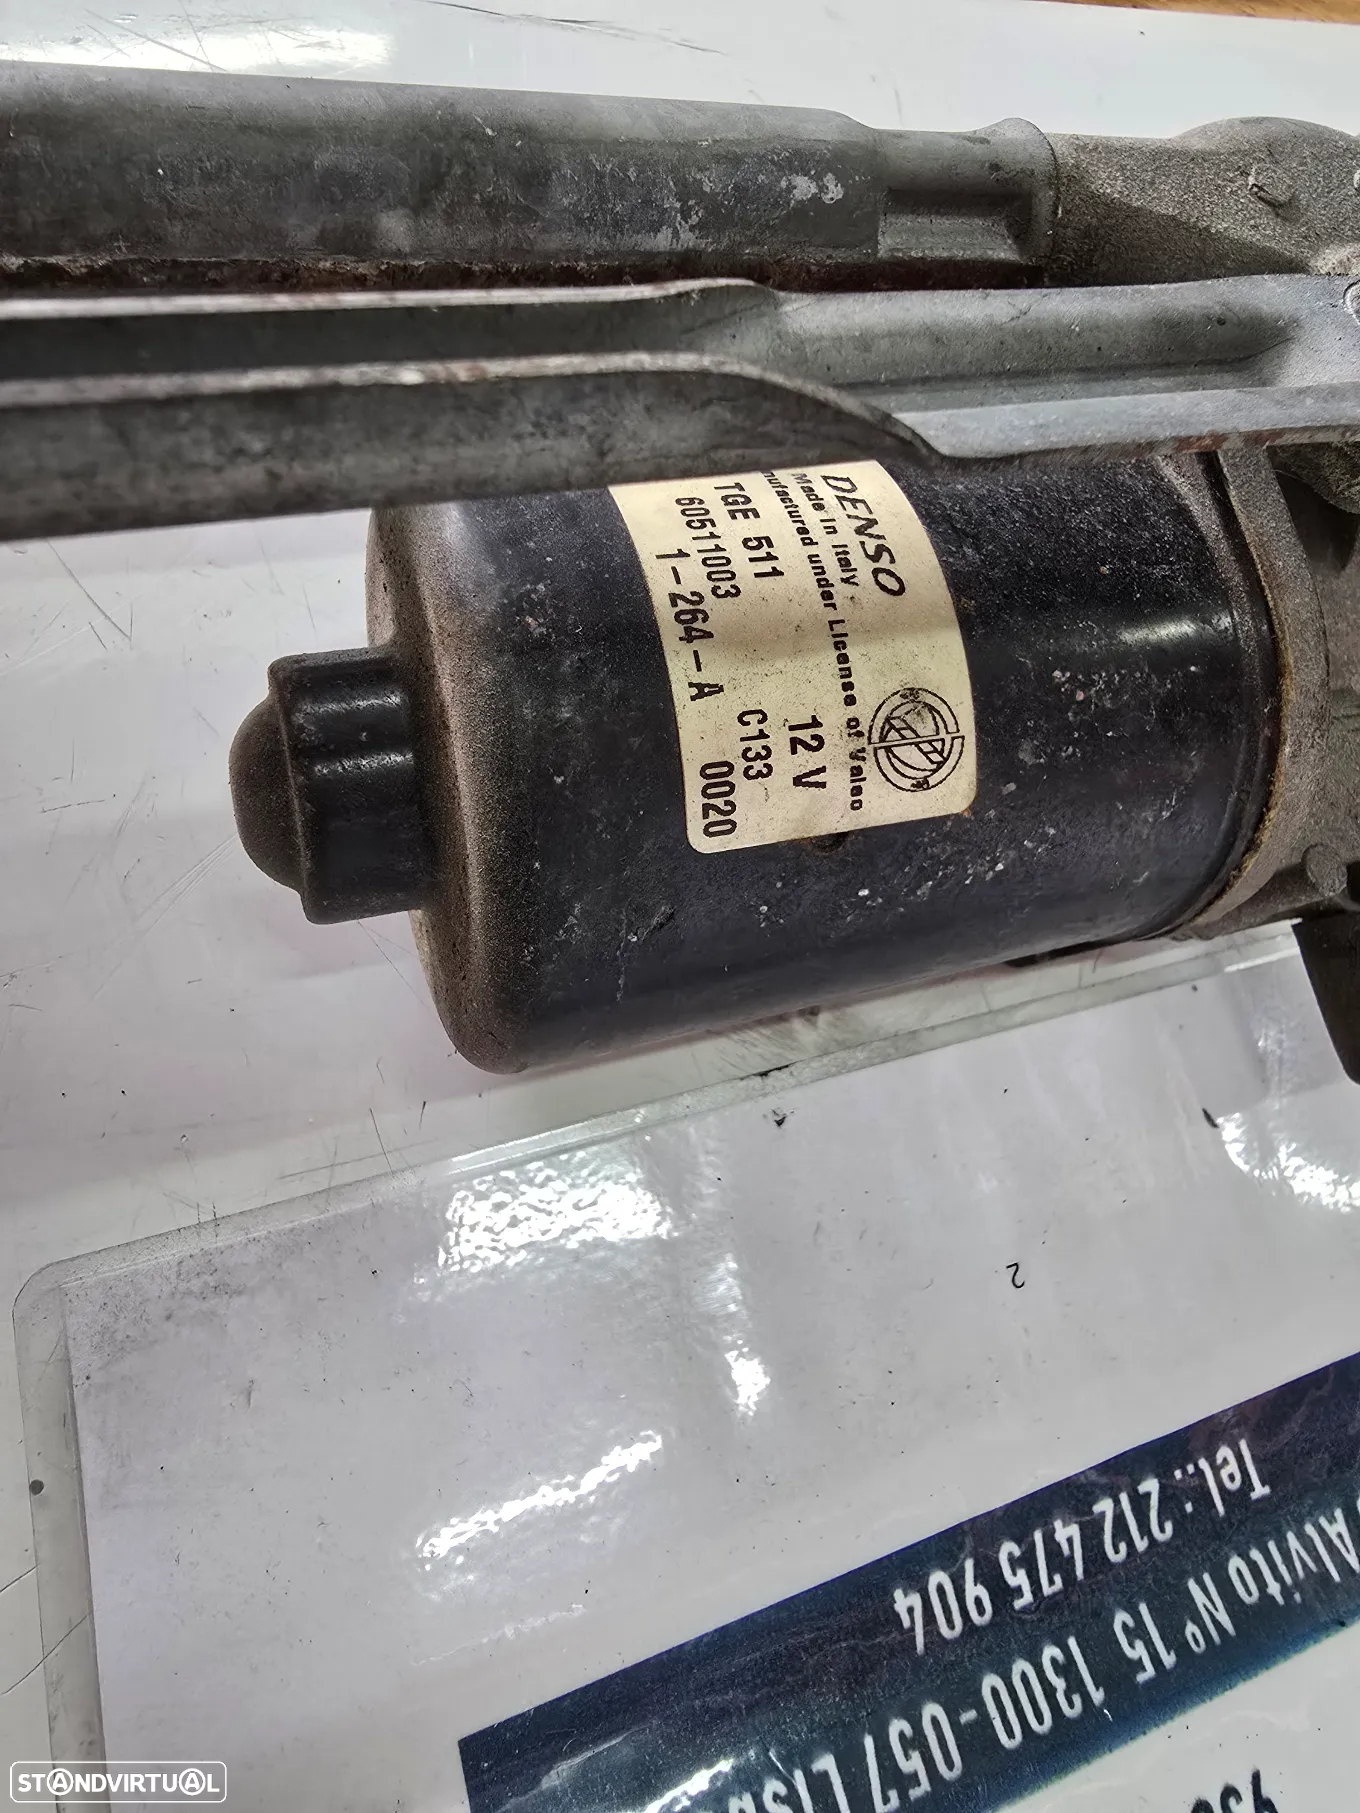 DENSO
Made in Italy
nufactured under License of Valeo
TGE 511 12 V
60511003 C133
1-264-A 0020
2
Tel.: 212 475 904
Alvito Nº 15 1300-057 Lisb
STANDVIRTUAL